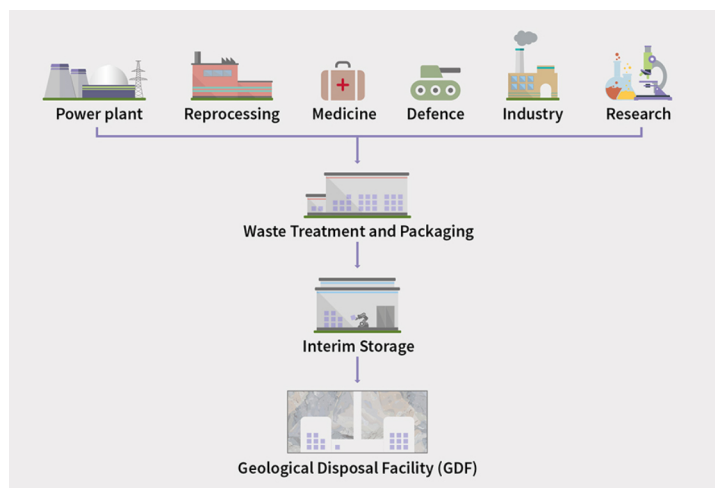 Power plant
Reprocessing
Medicine
Defence
Industry
Research
Waste Treatment and Packaging
Interim Storage
Geological Disposal Facility (GDF)